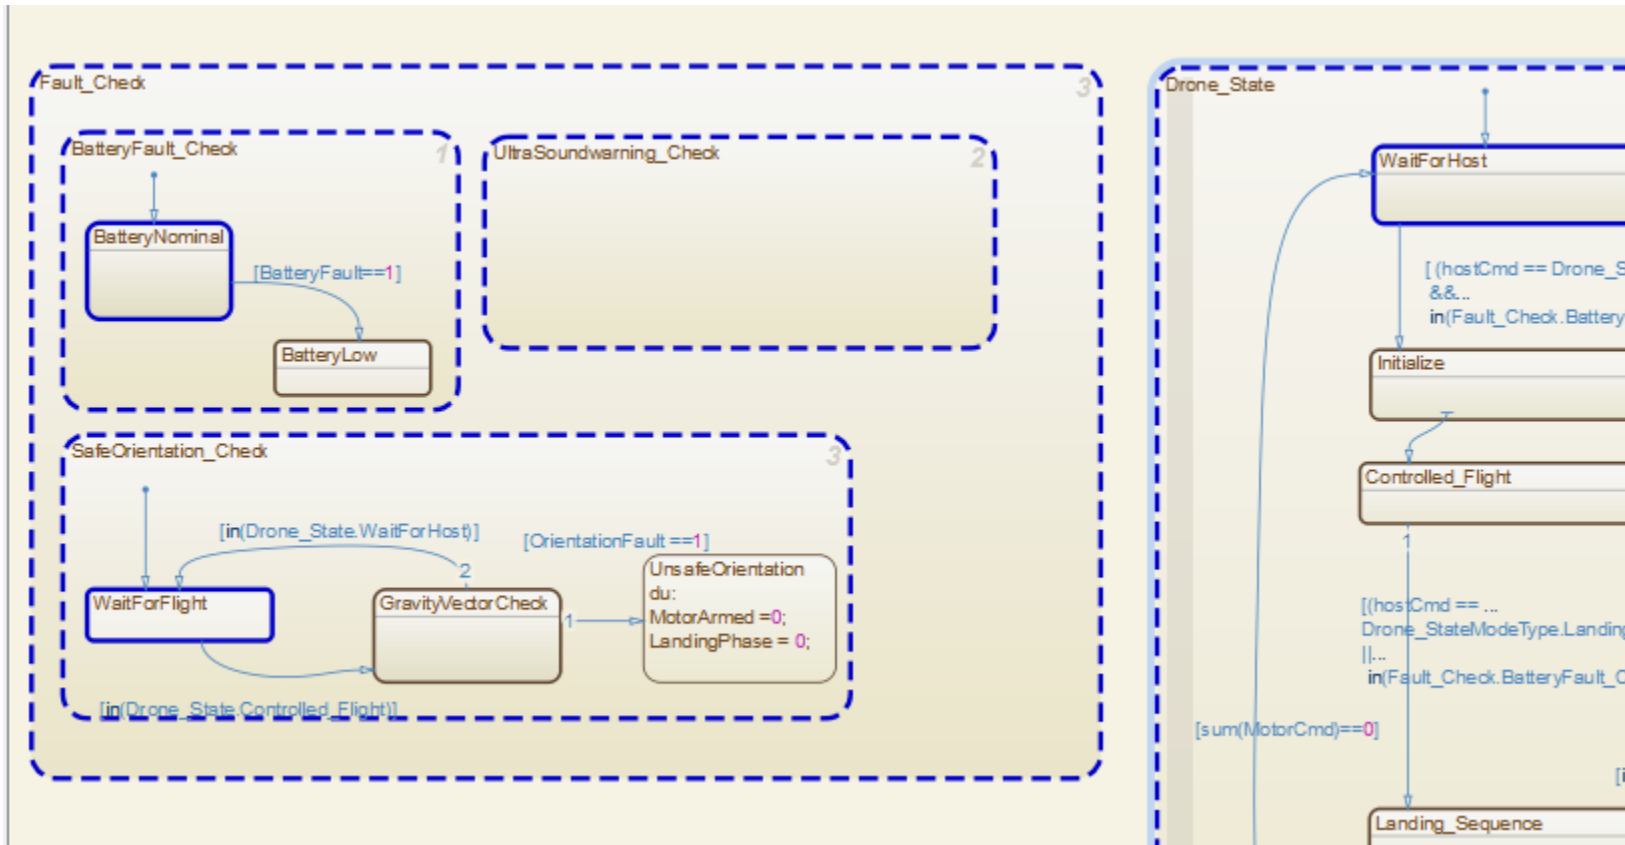 Fault_Check
3
BatteryFault_Check
1
BatteryNominal
[BatteryFault==1]
BatteryLow
UltraSoundwarning_Check
2
SafeOrientation_Check
3
[in(Drone_State.WaitForHost)]
[OrientationFault ==1]
WaitForFlight
2
GravityVectorCheck
1
UnsafeOrientation
du:
MotorArmed =0;
LandingPhase = 0;
[in(Drone_State.Controlled_Flight)]
Drone_State
WaitForHost
[ (hostCmd == Drone_S
&&...
in(Fault_Check.Battery
Initialize
Controlled_Flight
1
[(hostCmd == ...
Drone_StateModeType.Landing
||...
in(Fault_Check.BatteryFault_C
[sum(MotorCmd)==0]
Landing_Sequence